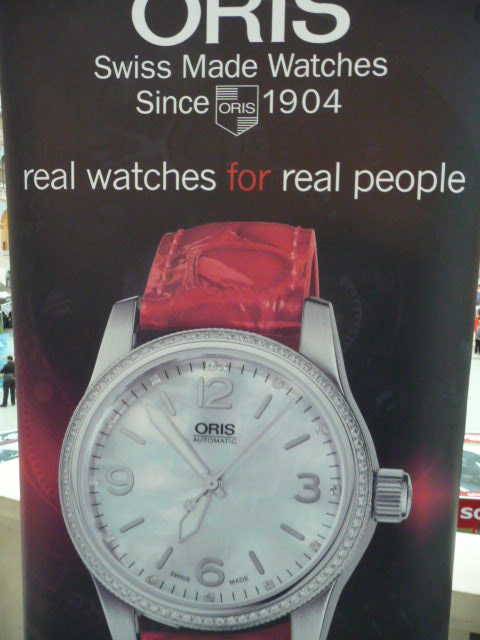 ORIS
Swiss Made Watches
Since ORIS 1904
real watches for real people
12
ORIS
AUTOMATIC
9
3
6
SWISS MADE